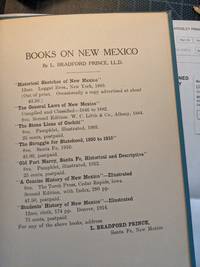 BOOKS ON NEW MEXICO
By L. BRADFORD PRINCE, LL.D.
"Historical Sketches of New Mexico"
12mo. Leggat Bros., New York, 1883.
(Out of print. Occasionally a copy advertised at about
$3.50.)
"The General Laws of New Mexico"
Compiled and Classified—1846 to 1882.
8vo, Second Edition. W. C. Little & Co., Albany, 1884.
"The Stone Lions of Cochiti"
8vo, Pamphlet, illustrated, 1903.
25 cents, postpaid.
"The Struggle for Statehood, 1850 to 1910"
8vo, Santa Fe, 1910.
$1.00, postpaid.
"Old Fort Marcy, Santa Fe, Historical and Descriptive"
8vo, Pamphlet, illustrated, 1912.
25 cents, postpaid.
"A Concise History of New Mexico"—Illustrated
8vo, The Torch Press, Cedar Rapids, Iowa.
Second Edition, with Index, 280 pp.
$1.50, postpaid.
"Students' History of New Mexico"—Illustrated
12mo, cloth, 174 pp. Denver, 1914.
75 cents, postpaid.
For any of the above books, address
L. BRADFORD PRINCE,
Santa Fe, New Mexico